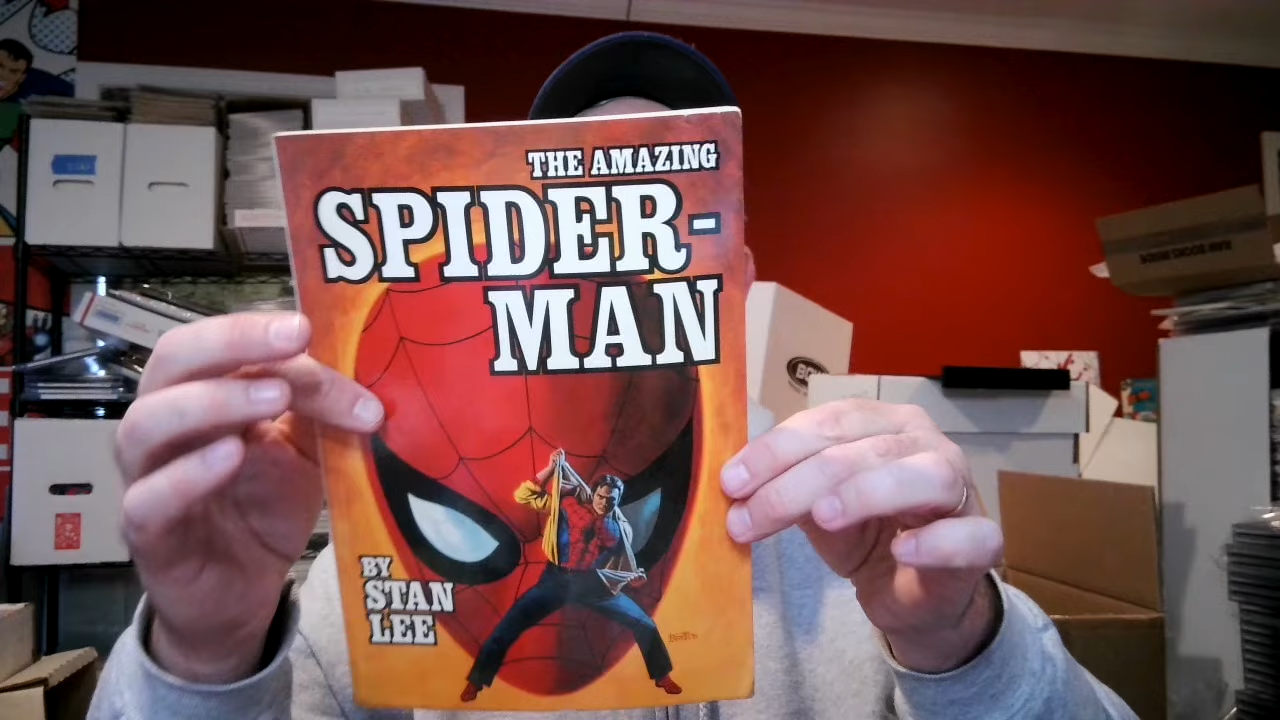 THE AMAZING
SPIDER-
MAN
BY
STAN
LEE